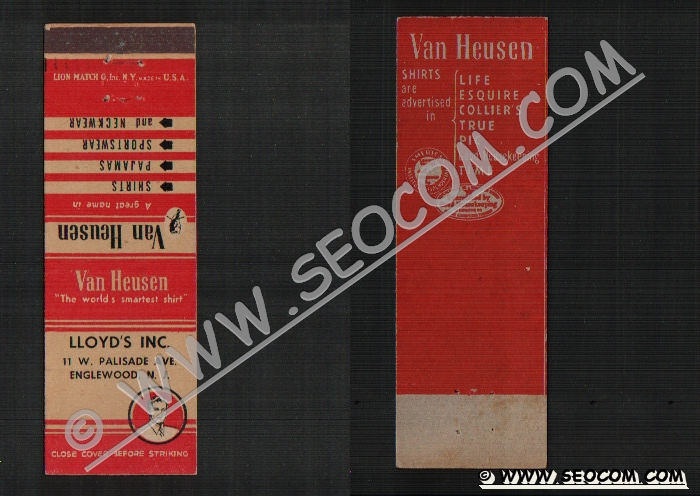 LION MATCH Co, Inc. N.Y. MADE IN U.S.A.
and NECKWEAR
SPORTSWEAR
PAJAMAS
SHIRTS
A great name in
Van Heusen
Van Heusen
"The world's smartest shirt"
LLOYD'S INC.
11 W. PALISADE AVE.
ENGLEWOOD, N. J.
CLOSE COVER BEFORE STRIKING
Van Heusen
SHIRTS
are
advertised
in
LIFE
ESQUIRE
COLLIER'S
TRUE
© WWW.SEOCOM.COM
© WWW.SEOCOM.COM